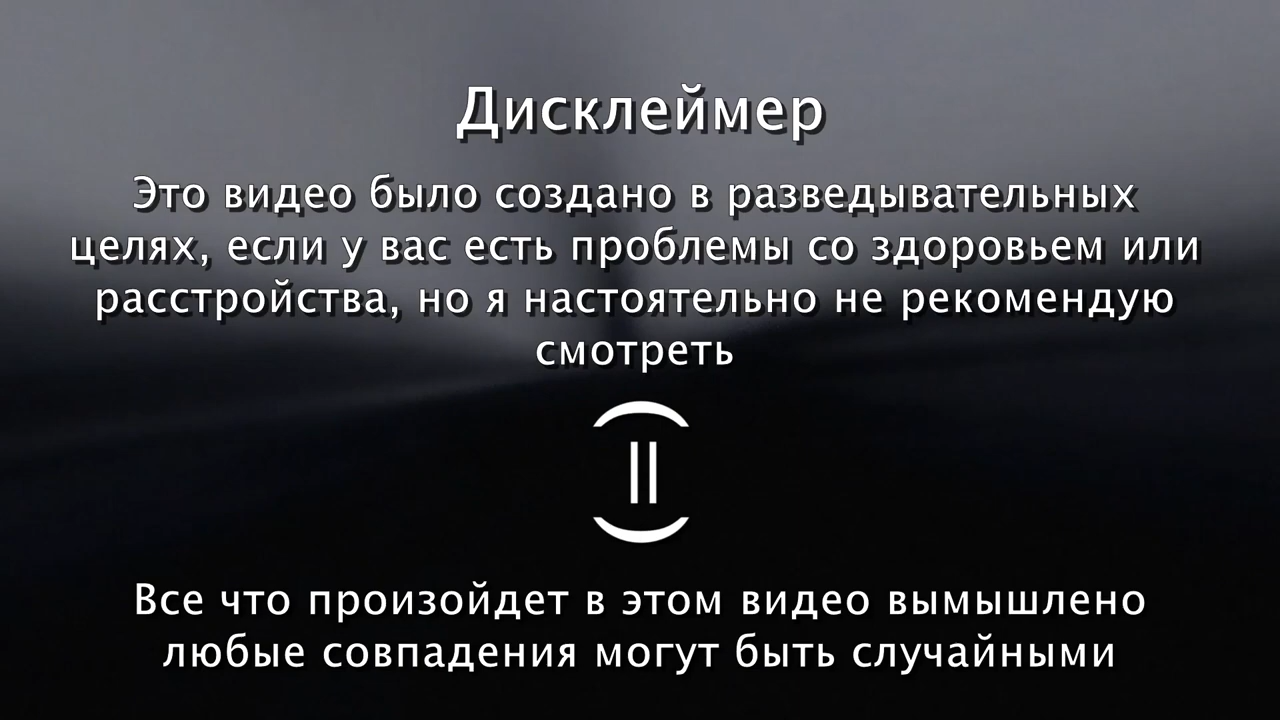 Дисклеймер
Это видео было создано в разведывательных
целях, если у вас есть проблемы со здоровьем или
расстройства, но я настоятельно не рекомендую
смотреть
Все что произойдет в этом видео вымышлено
любые совпадения могут быть случайными